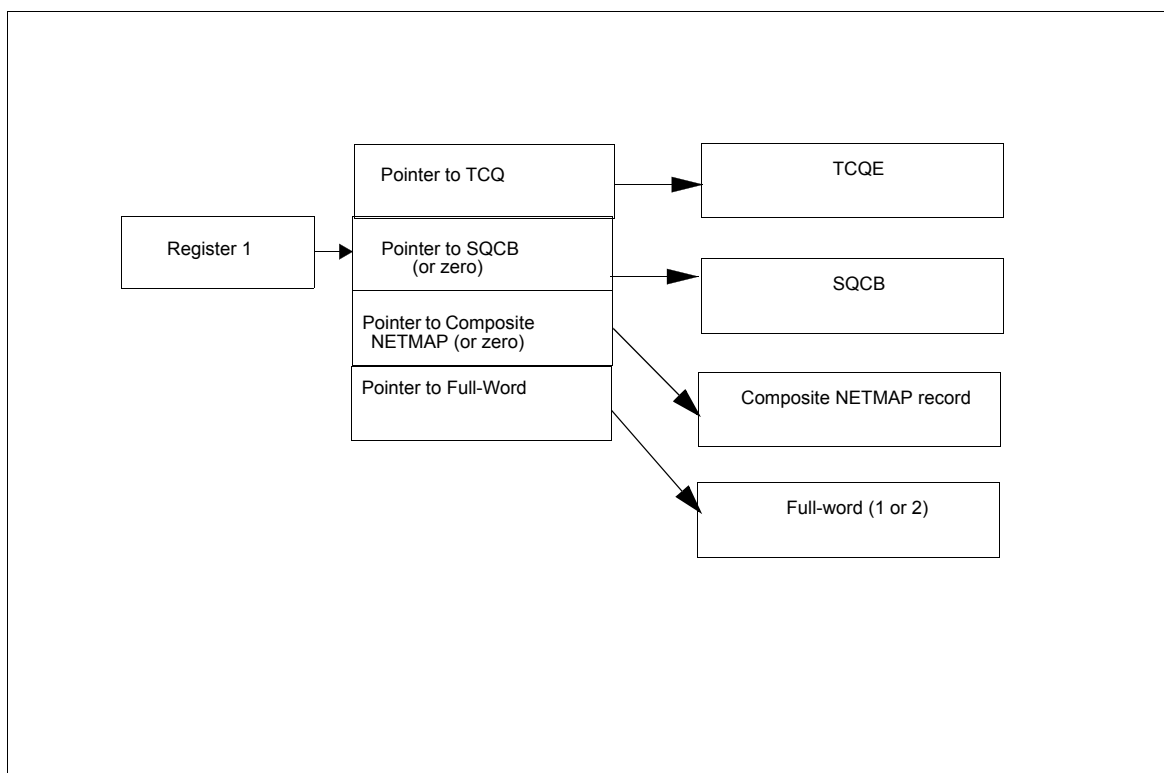 Pointer to TCQ
TCQE
Register 1
Pointer to SQCB
(or zero)
SQCB
Pointer to Composite
NETMAP (or zero)
Pointer to Full-Word
Composite NETMAP record
Full-word (1 or 2)